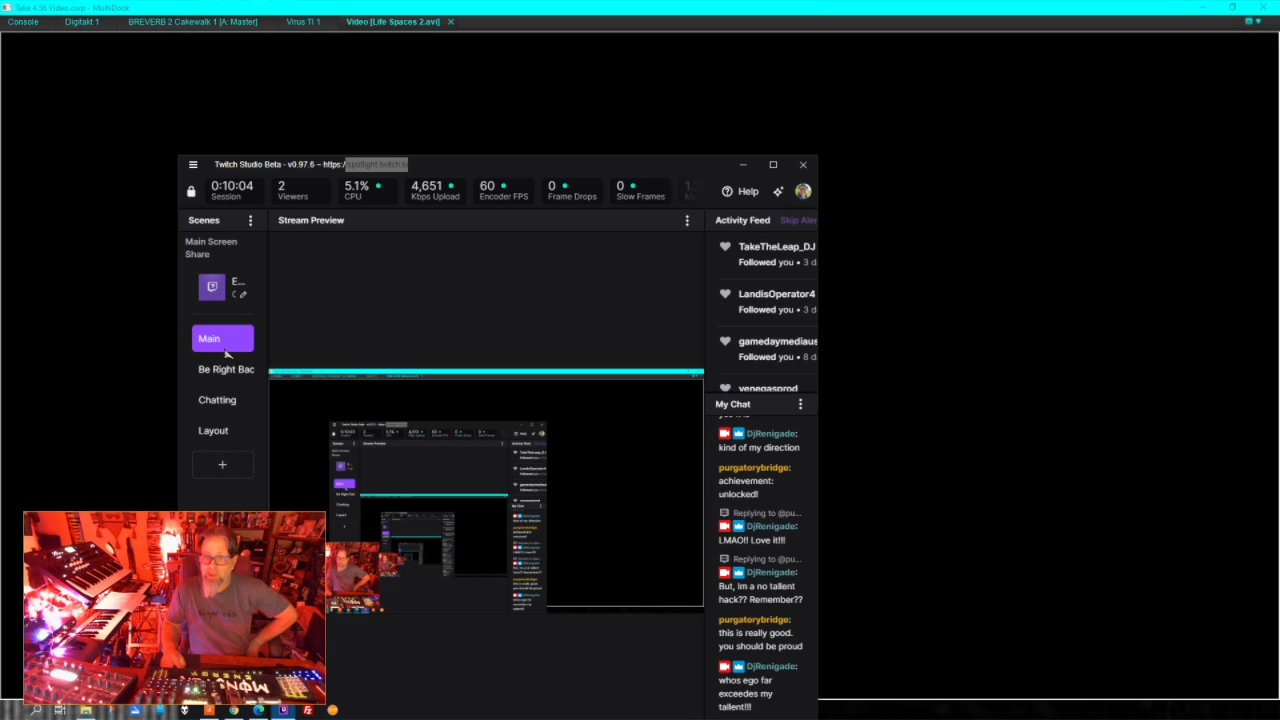 Take 4.56 Video.cwp - MultiDock
Console Digitakt 1 BREVERB 2 Cakewalk 1 [A: Master] Virus TI 1 Video [Life Spaces 2.avi]
Twitch Studio Beta - v0.97.6 ~ https:/spotlight.twitch.tv
0:10:04 2 5.1% 4,651 60 0 0
Session Viewers CPU Kbps Upload Encoder FPS Frame Drops Slow Frames
Help
Scenes
Stream Preview
Activity Feed Skip Aler
Main Screen
Share
E...
Main
Be Right Bac
Chatting
Layout
+
TakeTheLeap_DJ
Followed you • 3 d
LandisOperator4
Followed you • 3 d
gamedaymediaus
Followed you • 8 d
venegasprod
My Chat
DjRenigade:
kind of my direction
purgatorybridge:
achievement:
unlocked!
Replying to @pu...
DjRenigade:
LMAO!! Love it!!!
Replying to @pu...
DjRenigade:
But, Im a no tallent
hack?? Remember??
purgatorybridge:
this is really good.
you should be proud
DjRenigade:
whos ego far
exceedes my
tallent!!!